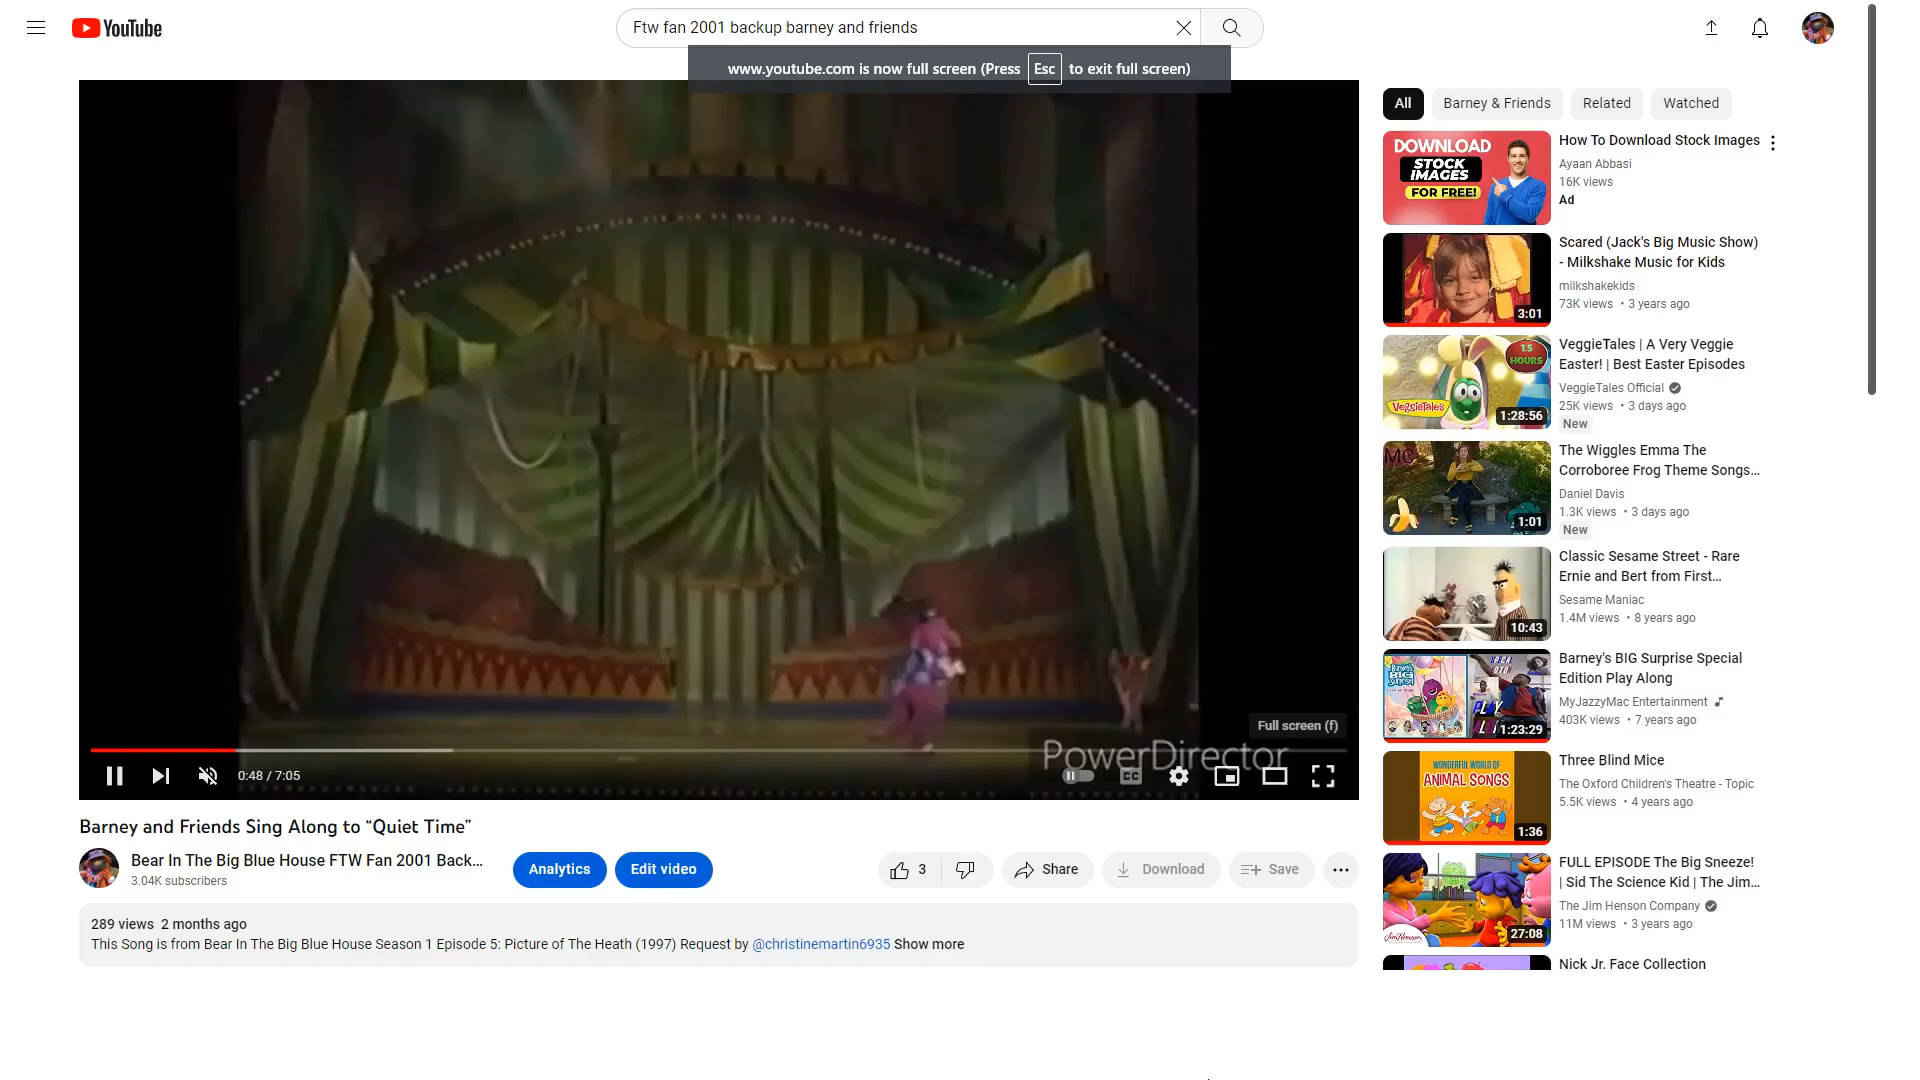 YouTube
Ftw fan 2001 backup barney and friends
www.youtube.com is now full screen (Press Esc to exit full screen)
Full screen (f)
PowerDirector
0:48 / 7:05
CC
Barney and Friends Sing Along to “Quiet Time”
Bear In The Big Blue House FTW Fan 2001 Back...
3.04K subscribers
Analytics
Edit video
3
Share
Download
Save
289 views 2 months ago
This Song is from Bear In The Big Blue House Season 1 Episode 5: Picture of The Heath (1997) Request by @christinemartin6935 Show more
All
Barney & Friends
Related
Watched
DOWNLOAD
STOCK
IMAGES
FOR FREE!
How To Download Stock Images
Ayaan Abbasi
16K views
Ad
3:01
Scared (Jack's Big Music Show)
- Milkshake Music for Kids
milkshakekids
73K views • 3 years ago
1.5
HOURS
VeggieTales
1:28:56
VeggieTales | A Very Veggie
Easter! | Best Easter Episodes
VeggieTales Official
25K views • 3 days ago
New
MC
1:01
The Wiggles Emma The
Corroboree Frog Theme Songs...
Daniel Davis
1.3K views • 3 days ago
New
10:43
Classic Sesame Street - Rare
Ernie and Bert from First...
Sesame Maniac
1.4M views • 8 years ago
Barney's
BIG
PLAY
1:23:29
Barney's BIG Surprise Special
Edition Play Along
MyJazzyMac Entertainment
403K views • 7 years ago
WONDERFUL WORLD OF
ANIMAL SONGS
1:36
Three Blind Mice
The Oxford Children's Theatre - Topic
5.5K views • 4 years ago
Jim Henson
27:08
FULL EPISODE The Big Sneeze!
| Sid The Science Kid | The Jim...
The Jim Henson Company
11M views • 3 years ago
Nick Jr. Face Collection